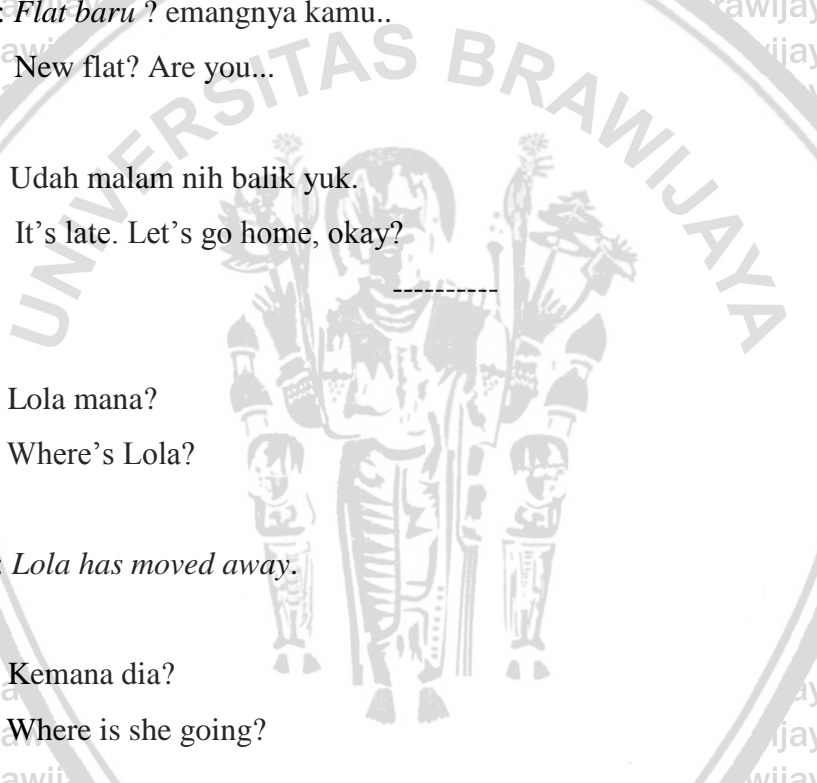 : Flat baru ? emangnya kamu..
New flat? Are you...
UNIVERSITAS BRAWIJAYA
Udah malam nih balik yuk.
It’s late. Let’s go home, okay?
----------
Lola mana?
Where’s Lola?
: Lola has moved away.
Kemana dia?
Where is she going?